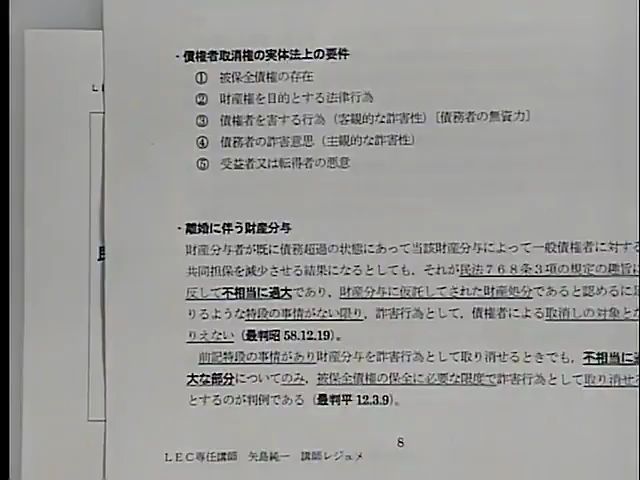 ・債権者取消権の実体法上の要件
① 被保全債権の存在
② 財産権を目的とする法律行為
③ 債権者を害する行為（客観的な詐害性）［債務者の無資力］
④ 債務者の詐害意思（主観的な詐害性）
⑤ 受益者又は転得者の悪意
・離婚に伴う財産分与
財産分与者が既に債務超過の状態にあって当該財産分与によって一般債権者に対する
共同担保を減少させる結果になるとしても，それが民法７６８条３項の規定の趣旨に
反して不相当に過大であり，財産分与に仮託してされた財産処分であると認めるに足
りるような特段の事情がない限り，詐害行為として，債権者による取消しの対象とな
りえない（最判昭 58.12.19）。
前記特段の事情があり財産分与を詐害行為として取り消せるときでも，不相当に過
大な部分についてのみ，被保全債権の保全に必要な限度で詐害行為として取り消せる
とするのが判例である（最判平 12.3.9）。
8
ＬＥＣ専任講師 矢島純一 講師レジュメ